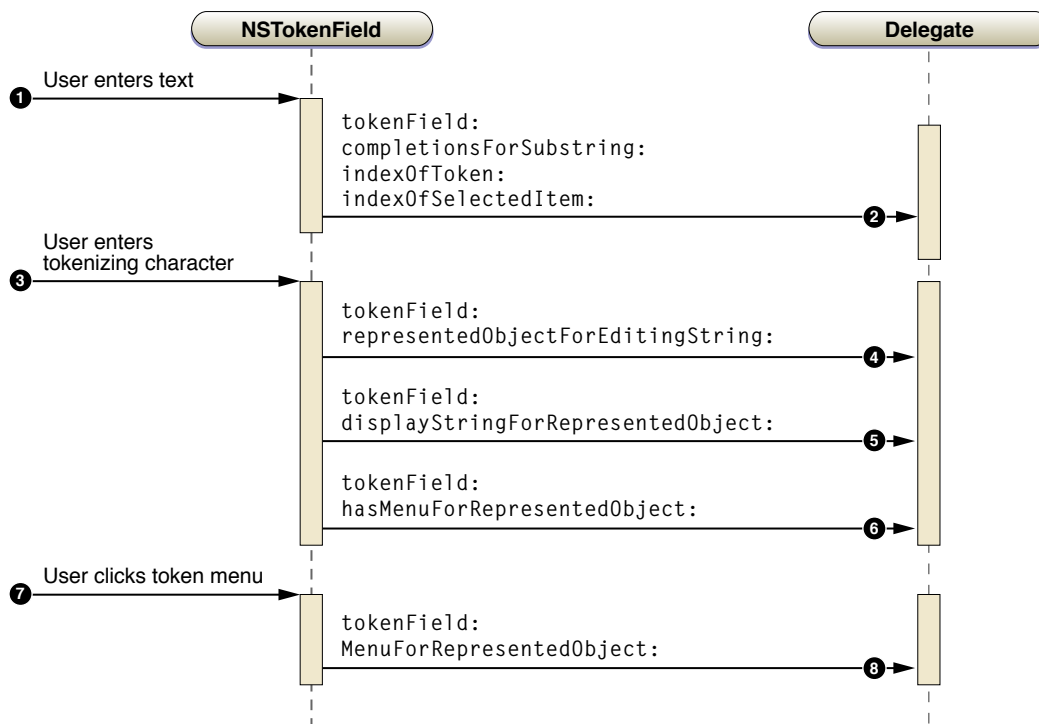 NSTokenField
Delegate
User enters text
1
tokenField:
completionsForSubstring:
indexOfToken:
indexOfSelectedItem:
2
User enters
tokenizing character
3
tokenField:
representedObjectForEditingString:
4
tokenField:
displayStringForRepresentedObject:
5
tokenField:
hasMenuForRepresentedObject:
6
User clicks token menu
7
tokenField:
MenuForRepresentedObject:
8